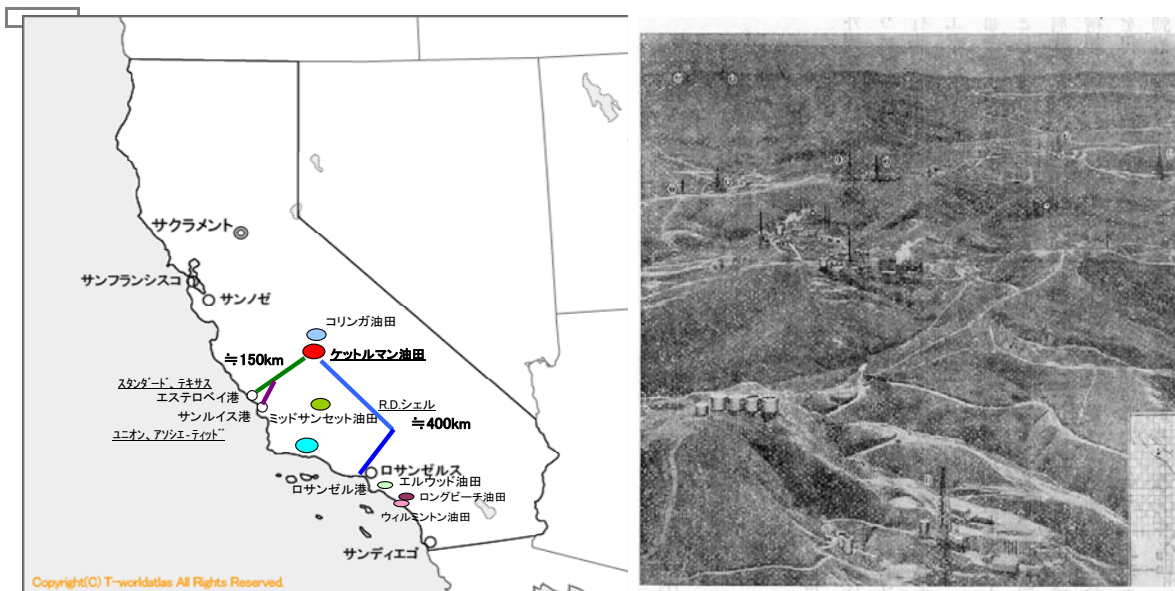 サクラメント
サンフランシスコ
サンノゼ
コリンガ油田
≒150km
ケットルマン油田
スタンダード、テキサス
エステロベイ港
サンルイス港
ミッドサンセット油田
R.D.シェル
≒400km
ユニオン、アソシエーティッド
ロサンゼルス
ロサンゼル港
エルウッド油田
ロングビーチ油田
ウィルミントン油田
サンディエゴ
Copyright(C) T-worldatlas All Rights Reserved.